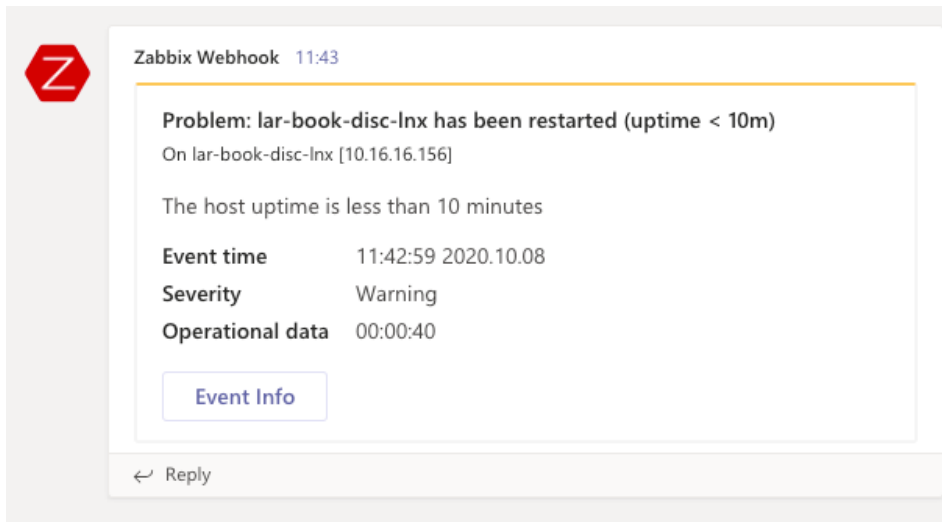 Z
Zabbix Webhook 11:43
Problem: lar-book-disc-lnx has been restarted (uptime < 10m)
On lar-book-disc-lnx [10.16.16.156]
The host uptime is less than 10 minutes
Event time 11:42:59 2020.10.08
Severity Warning
Operational data 00:00:40
Event Info
Reply